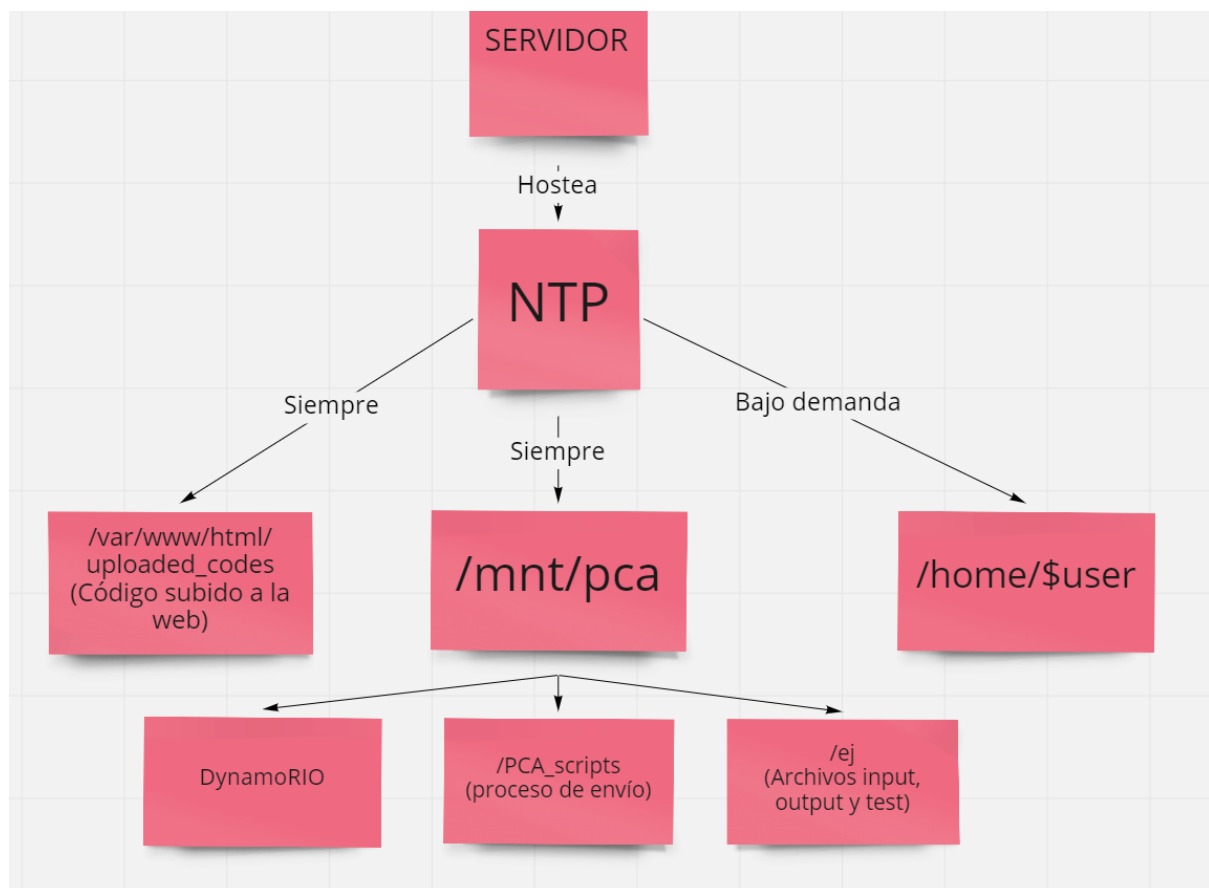 SERVIDOR
Hostea
NTP
Siempre
Siempre
Bajo demanda
/var/www/html/
uploaded_codes
(Código subido a la
web)
/mnt/pca
/home/$user
DynamoRIO
/PCA_scripts
(proceso de envío)
/ej
(Archivos input,
output y test)